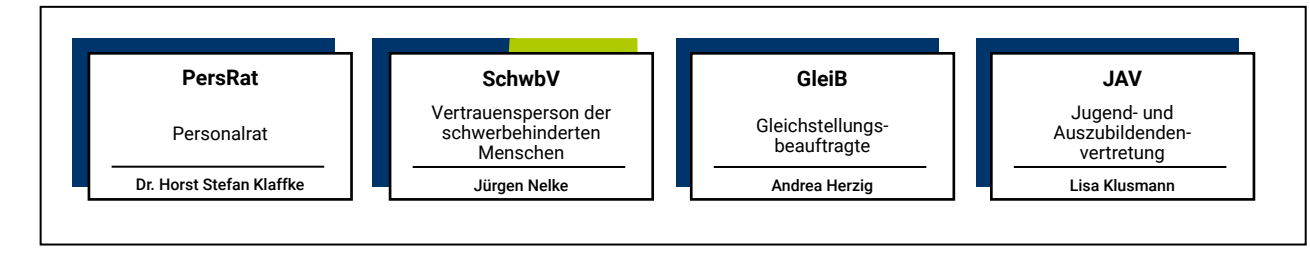 PersRat
Personalrat
Dr. Horst Stefan Klaffke
SchwbV
Vertrauensperson der
schwerbehinderten
Menschen
Jürgen Nelke
GleiB
Gleichstellungs-
beauftragte
Andrea Herzig
JAV
Jugend- und
Auszubildenden-
vertretung
Lisa Klusmann